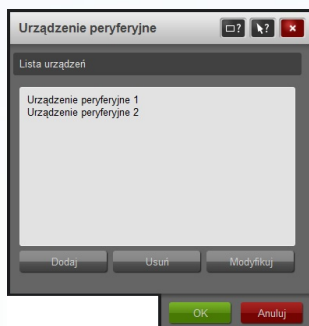 Urządzenie peryferyjne
Lista urządzeń
Urządzenie peryferyjne 1
Urządzenie peryferyjne 2
Dodaj Usuń Modyfikuj
OK Anuluj